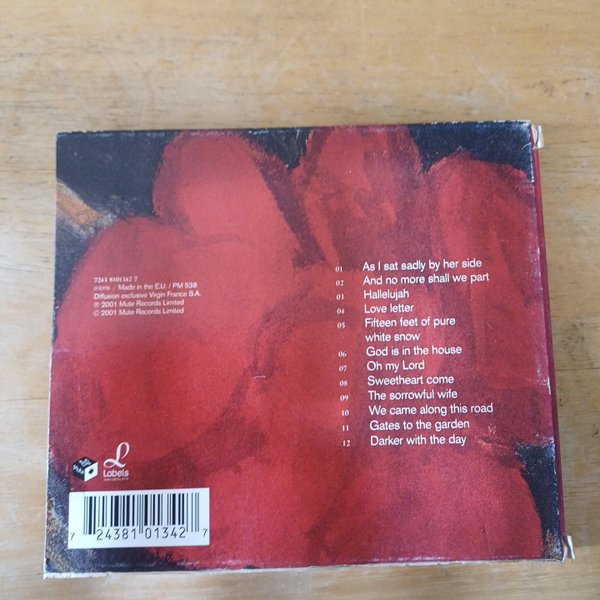 7243 8101342 7
Made in the E.U. / PM 538
Diffusion exclusive Virgin France S.A.
℗ 2001 Mute Records Limited
© 2001 Mute Records Limited
01 As I sat sadly by her side
02 And no more shall we part
03 Hallelujah
04 Love letter
05 Fifteen feet of pure
white snow
06 God is in the house
07 Oh my Lord
08 Sweetheart come
09 The sorrowful wife
10 We came along this road
11 Gates to the garden
12 Darker with the day
Mute
L
Labels
7 24381 01342 7